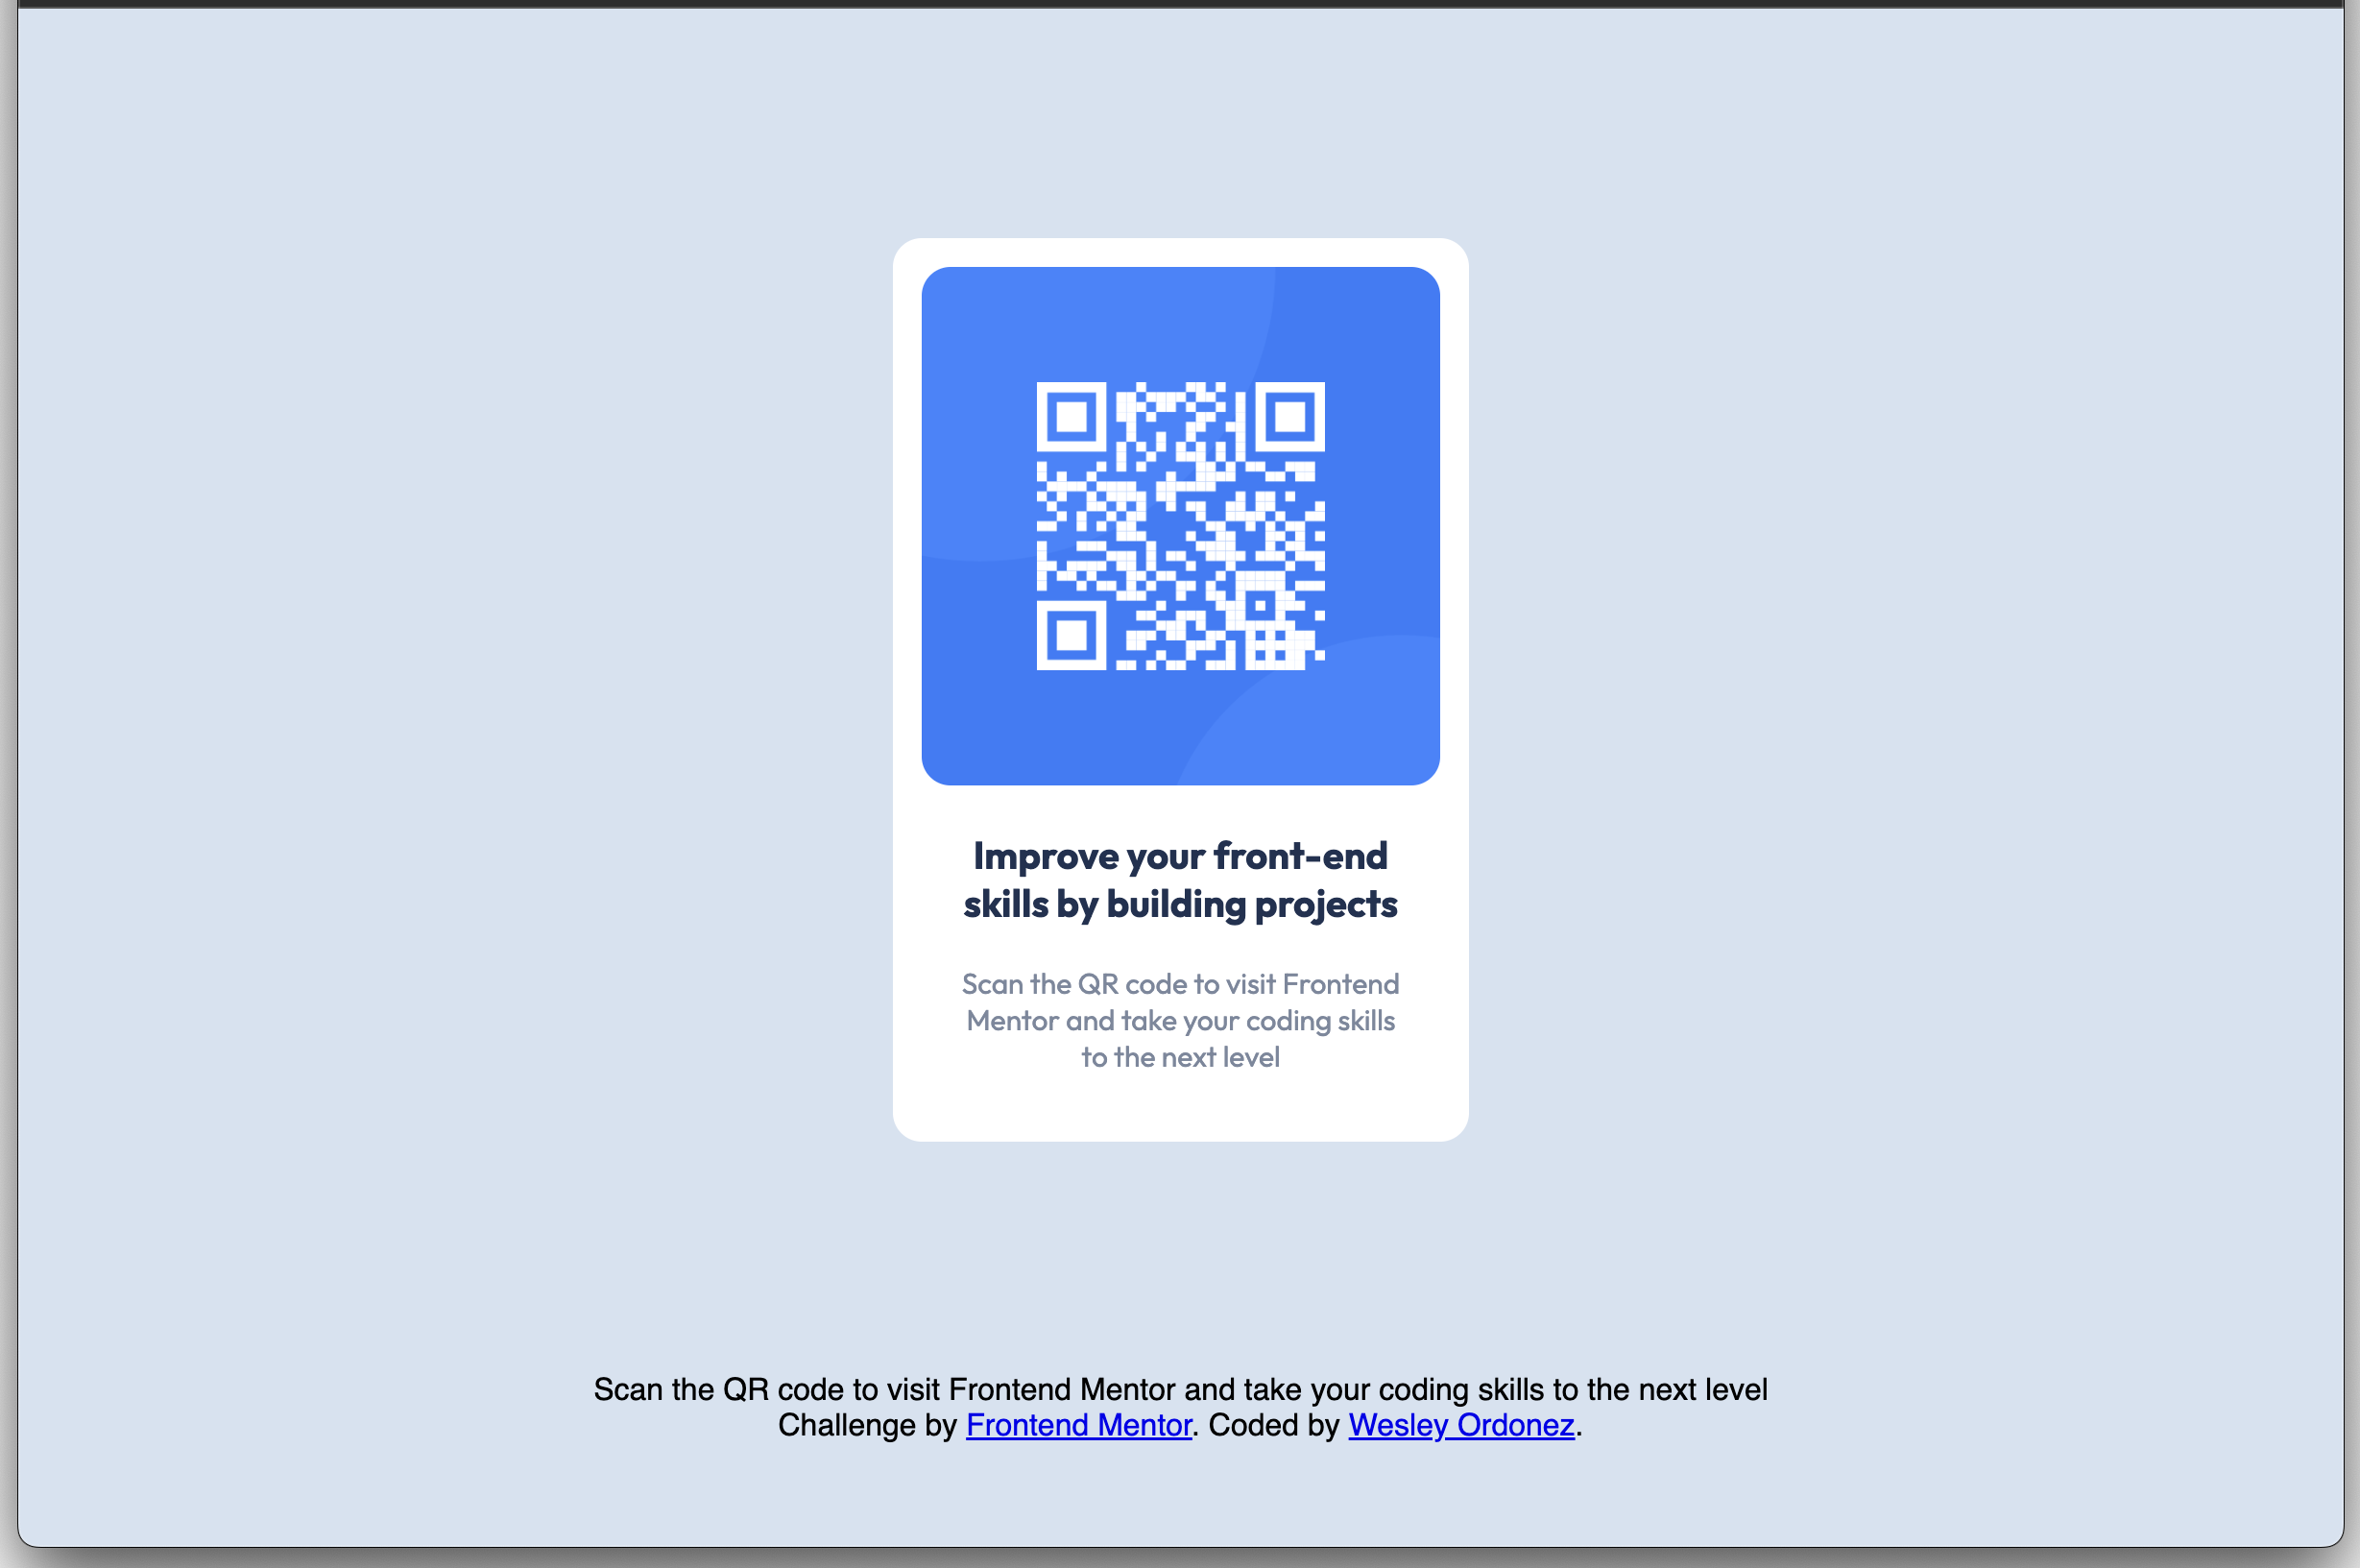 Improve your front-end
skills by building projects
Scan the QR code to visit Frontend
Mentor and take your coding skills
to the next level
Scan the QR code to visit Frontend Mentor and take your coding skills to the next level
Challenge by Frontend Mentor. Coded by Wesley Ordonez.